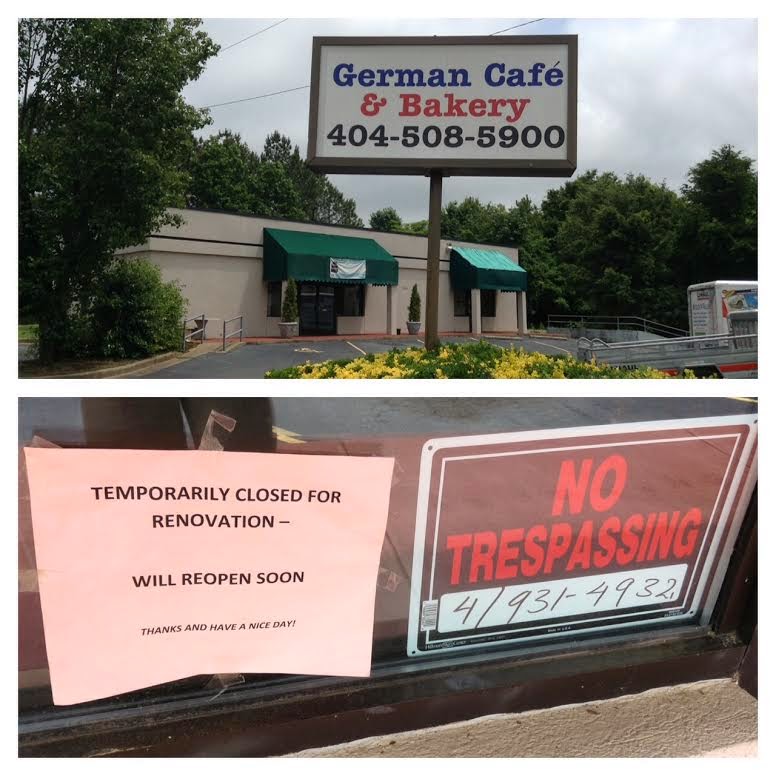 German Café
& Bakery
404-508-5900
TEMPORARILY CLOSED FOR
RENOVATION –
WILL REOPEN SOON
THANKS AND HAVE A NICE DAY!
NO
TRESPASSING
4/931-4932